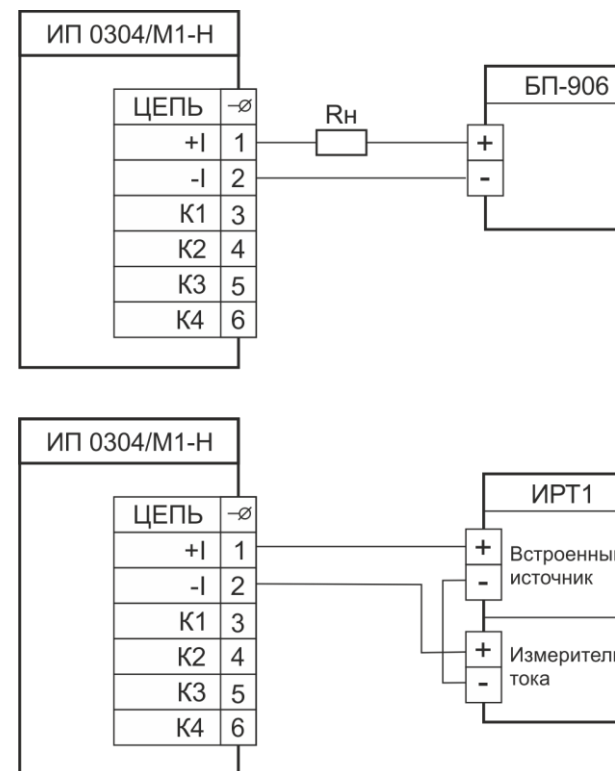 ИП 0304/М1-Н
ЦЕПЬ
+I 1
-I 2
К1 3
К2 4
К3 5
К4 6
Rн
БП-906
+
-
ИП 0304/М1-Н
ЦЕПЬ
+I 1
-I 2
К1 3
К2 4
К3 5
К4 6
ИРТ1
+
-
источник
+
-
тока